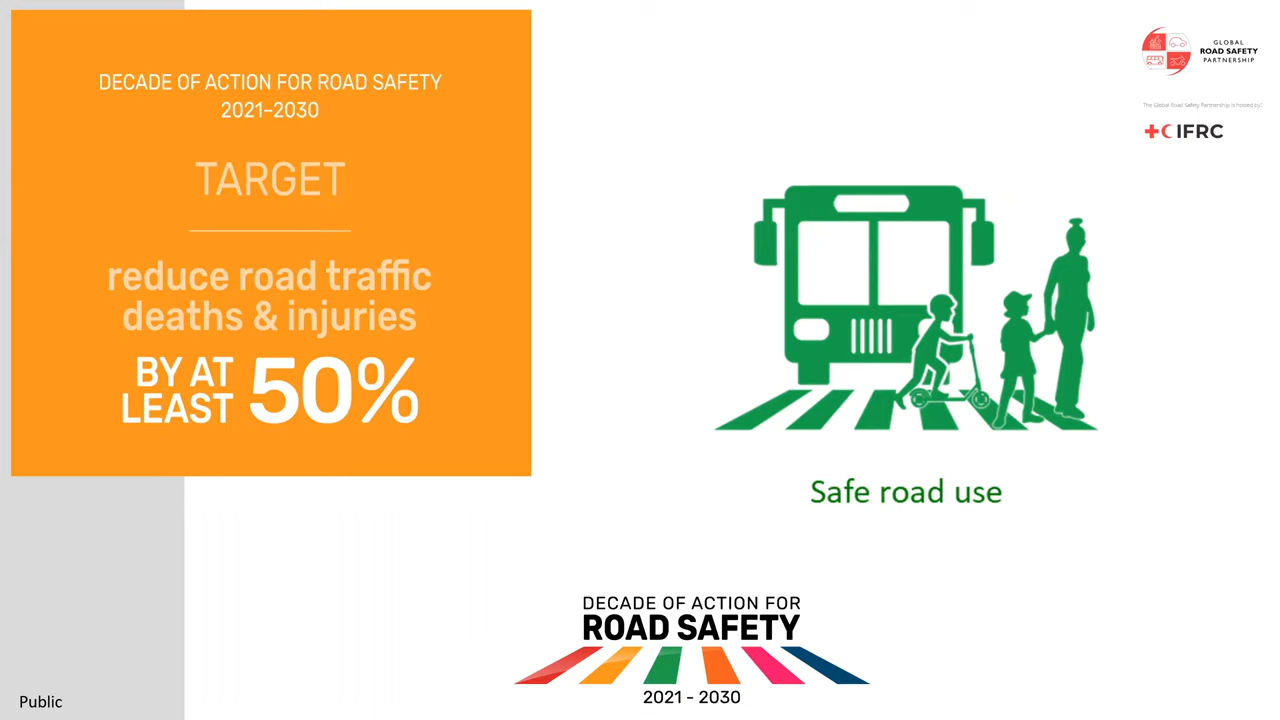 DECADE OF ACTION FOR ROAD SAFETY
2021–2030
TARGET
reduce road traffic
deaths & injuries
BY AT
LEAST 50%
GLOBAL
ROAD SAFETY
PARTNERSHIP
The Global Road Safety Partnership is hosted by:
IFRC
Safe road use
DECADE OF ACTION FOR
ROAD SAFETY
2021 - 2030
Public